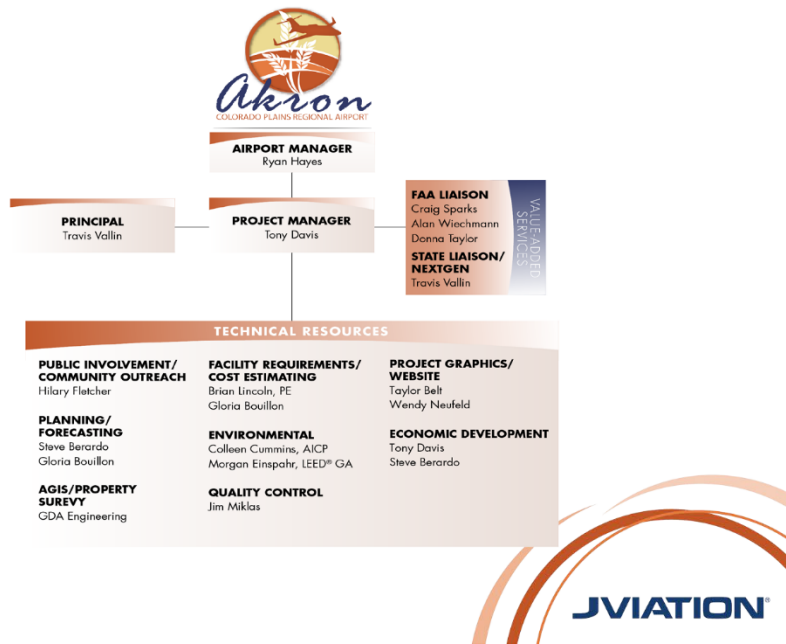 Akron
COLORADO PLAINS REGIONAL AIRPORT
AIRPORT MANAGER
Ryan Hayes
PRINCIPAL
Travis Vallin
PROJECT MANAGER
Tony Davis
FAA LIAISON
Craig Sparks
Alan Wiechmann
Donna Taylor
STATE LIAISON/
NEXTGEN
Travis Vallin
VALUE-ADDED
SERVICES
TECHNICAL RESOURCES
PUBLIC INVOLVEMENT/
COMMUNITY OUTREACH
Hilary Fletcher
PLANNING/
FORECASTING
Steve Berardo
Gloria Bouillon
AGIS/PROPERTY
SUREVY
GDA Engineering
FACILITY REQUIREMENTS/
COST ESTIMATING
Brian Lincoln, PE
Gloria Bouillon
ENVIRONMENTAL
Colleen Cummins, AICP
Morgan Einspahr, LEED® GA
QUALITY CONTROL
Jim Miklas
PROJECT GRAPHICS/
WEBSITE
Taylor Belt
Wendy Neufeld
ECONOMIC DEVELOPMENT
Tony Davis
Steve Berardo
JVIATION®